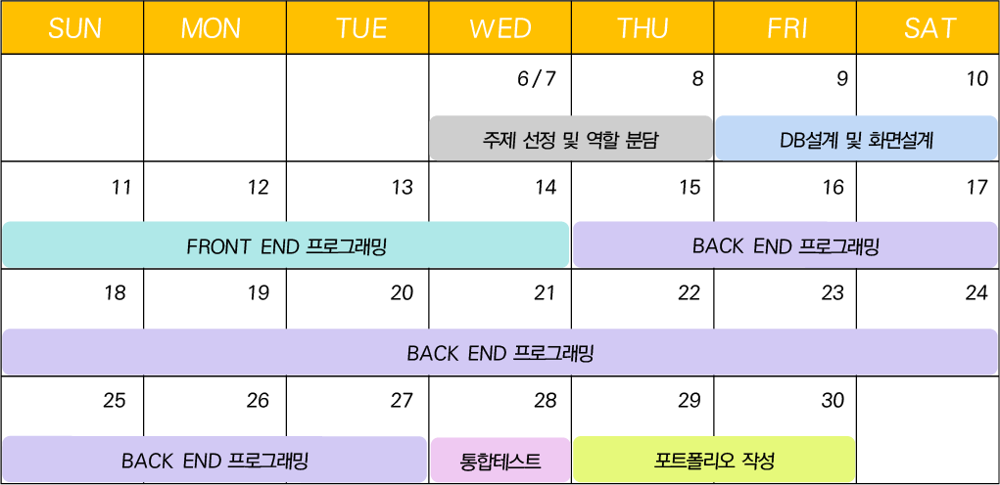 SUN MON TUE WED THU FRI SAT
6/7 8 9 10
주제 선정 및 역할 분담 DB설계 및 화면설계
11 12 13 14 15 16 17
FRONT END 프로그래밍 BACK END 프로그래밍
18 19 20 21 22 23 24
BACK END 프로그래밍
25 26 27 28 29 30
BACK END 프로그래밍 통합테스트 포트폴리오 작성